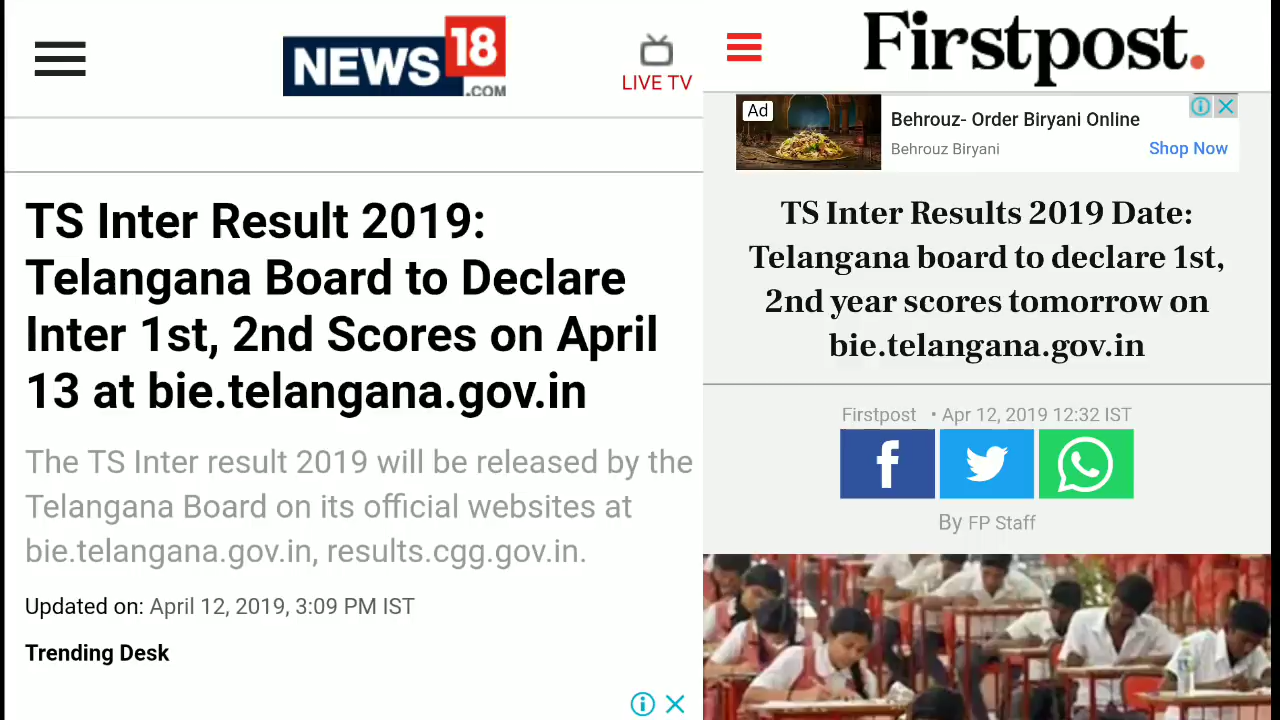 NEWS 18
.COM
LIVE TV
TS Inter Result 2019:
Telangana Board to Declare
Inter 1st, 2nd Scores on April
13 at bie.telangana.gov.in
The TS Inter result 2019 will be released by the
Telangana Board on its official websites at
bie.telangana.gov.in, results.cgg.gov.in.
Updated on: April 12, 2019, 3:09 PM IST
Trending Desk
Firstpost.
Ad
Behrouz- Order Biryani Online
Behrouz Biryani
Shop Now
TS Inter Results 2019 Date:
Telangana board to declare 1st,
2nd year scores tomorrow on
bie.telangana.gov.in
Firstpost • Apr 12, 2019 12:32 IST
By FP Staff